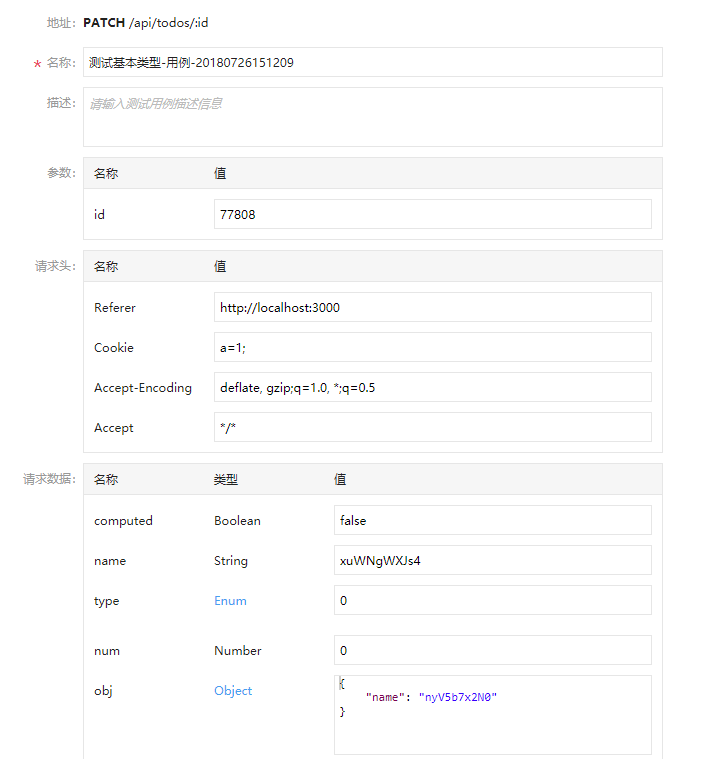 地址: PATCH /api/todos/:id
* 名称: 测试基本类型-用例-20180726151209
描述: 请输入测试用例描述信息
参数: 名称 值
id 77808
请求头: 名称 值
Referer http://localhost:3000
Cookie a=1;
Accept-Encoding deflate, gzip;q=1.0, *;q=0.5
Accept */*
请求数据: 名称 类型 值
computed Boolean false
name String xuWNgWXJs4
type Enum 0
num Number 0
obj Object {
"name": "nyV5b7x2N0"
}